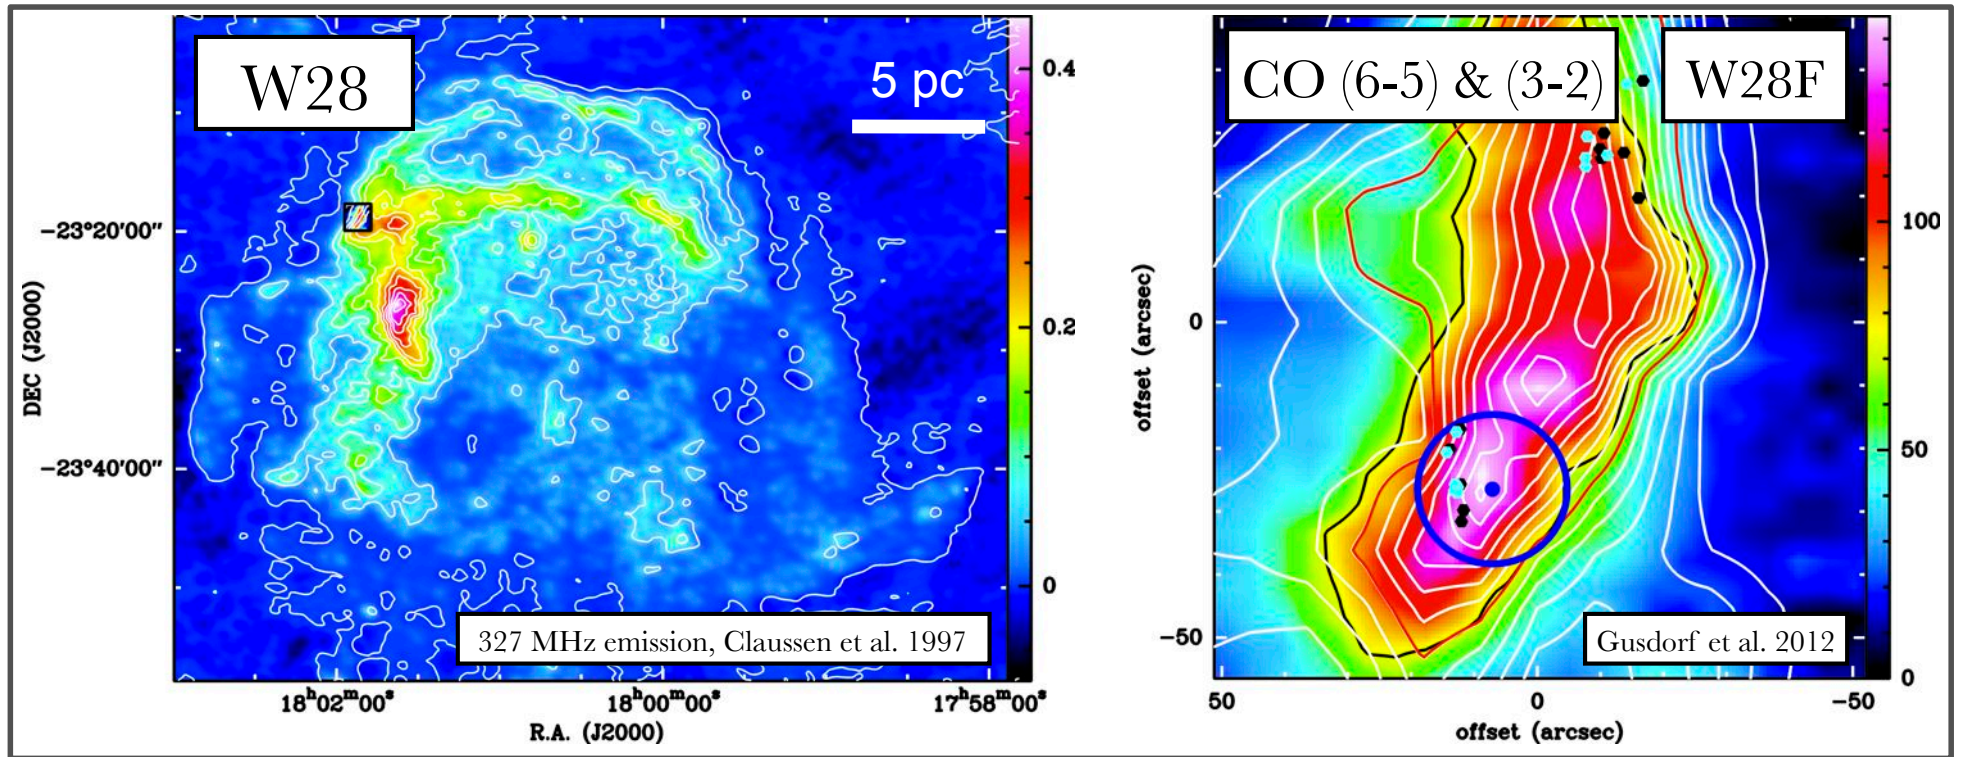 W28
5 pc
0.4
0.2
0
DEC (J2000)
−23°20′00″
−23°40′00″
327 MHz emission, Claussen et al. 1997
18ʰ02ᵐ00ˢ
18ʰ00ᵐ00ˢ
17ʰ58ᵐ00ˢ
R.A. (J2000)
CO (6-5) & (3-2)
W28F
100
50
0
offset (arcsec)
0
−50
Gusdorf et al. 2012
50
0
−50
offset (arcsec)